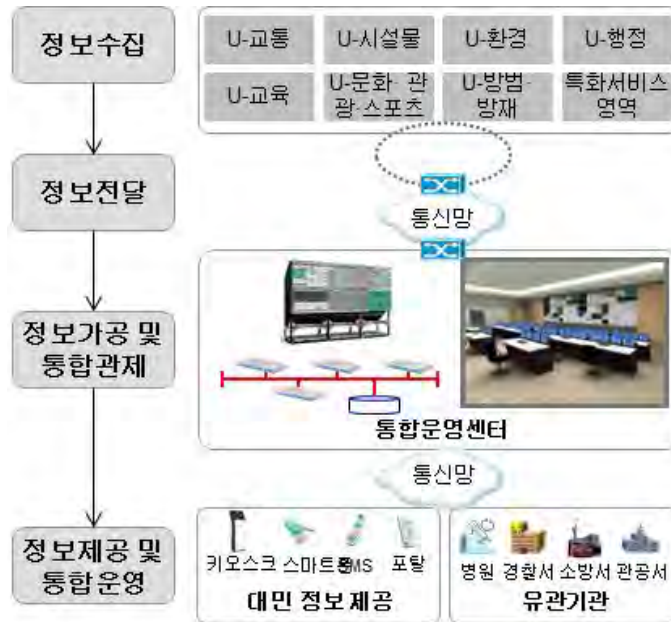 정보수집
U-교통
U-시설물
U-환경
U-행정
U-교육
U-문화·관
광·스포츠
U-방범·
방재
특화서비스
영역
정보전달
통신망
정보가공 및
통합관제
통합운영센터
통신망
정보제공 및
통합운영
키오스크
스마트폰
SMS
포탈
대민 정보 제공
병원
경찰서
소방서
관공서
유관기관